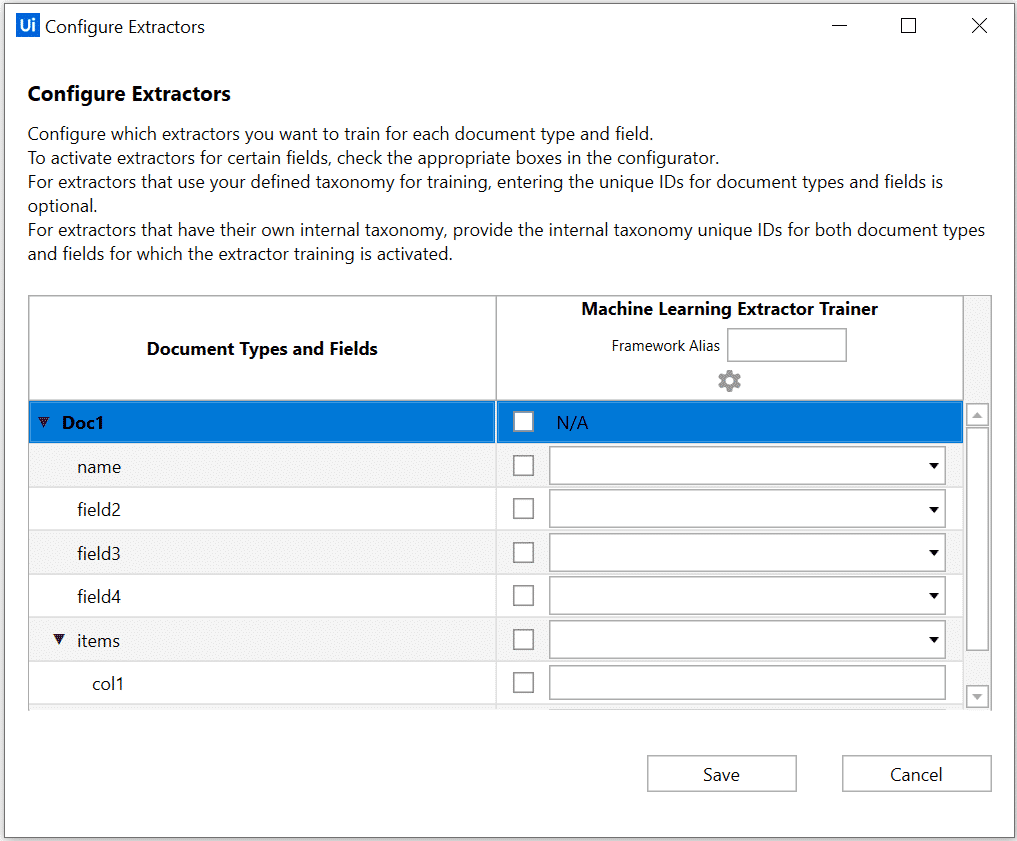 Ui Configure Extractors
Configure Extractors
Configure which extractors you want to train for each document type and field.
To activate extractors for certain fields, check the appropriate boxes in the configurator.
For extractors that use your defined taxonomy for training, entering the unique IDs for document types and fields is
optional.
For extractors that have their own internal taxonomy, provide the internal taxonomy unique IDs for both document types
and fields for which the extractor training is activated.
Document Types and Fields
Machine Learning Extractor Trainer
Framework Alias
Doc1 N/A
name
field2
field3
field4
items
col1
Save Cancel